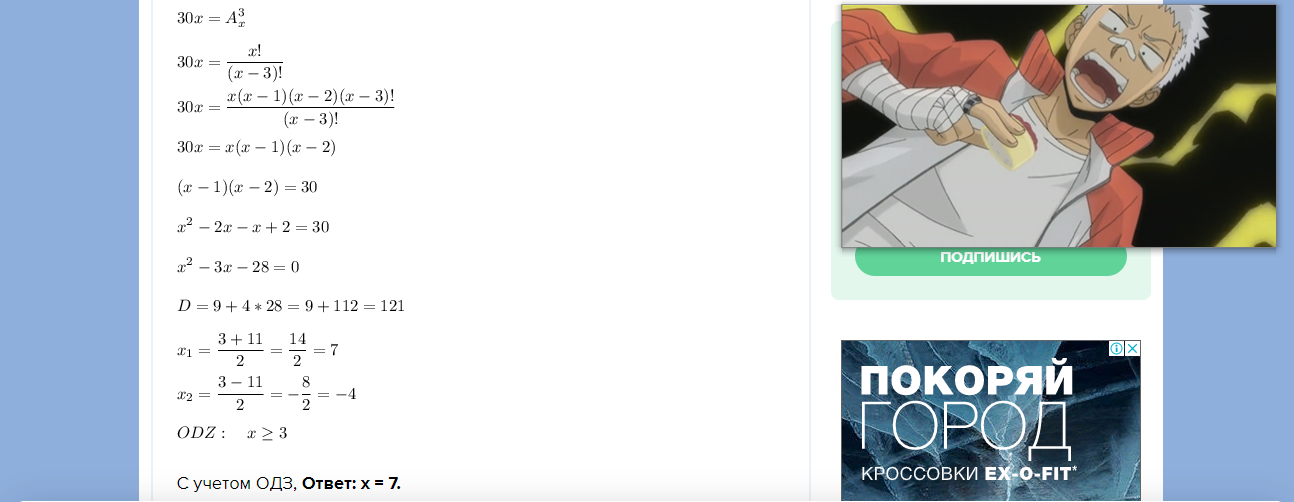 30x = A_x^3
30x = \frac{x!}{(x-3)!}
30x = \frac{x(x-1)(x-2)(x-3)!}{(x-3)!}
30x = x(x-1)(x-2)
(x-1)(x-2) = 30
x^2 - 2x - x + 2 = 30
x^2 - 3x - 28 = 0
D = 9 + 4 * 28 = 9 + 112 = 121
x_1 = \frac{3+11}{2} = \frac{14}{2} = 7
x_2 = \frac{3-11}{2} = -\frac{8}{2} = -4
ODZ : x ≥ 3
С учетом ОДЗ, Ответ: x = 7.
ПОДПИШИСЬ
ПОКОРЯЙ
ГОРОД
КРОССОВКИ EX-O-FIT*